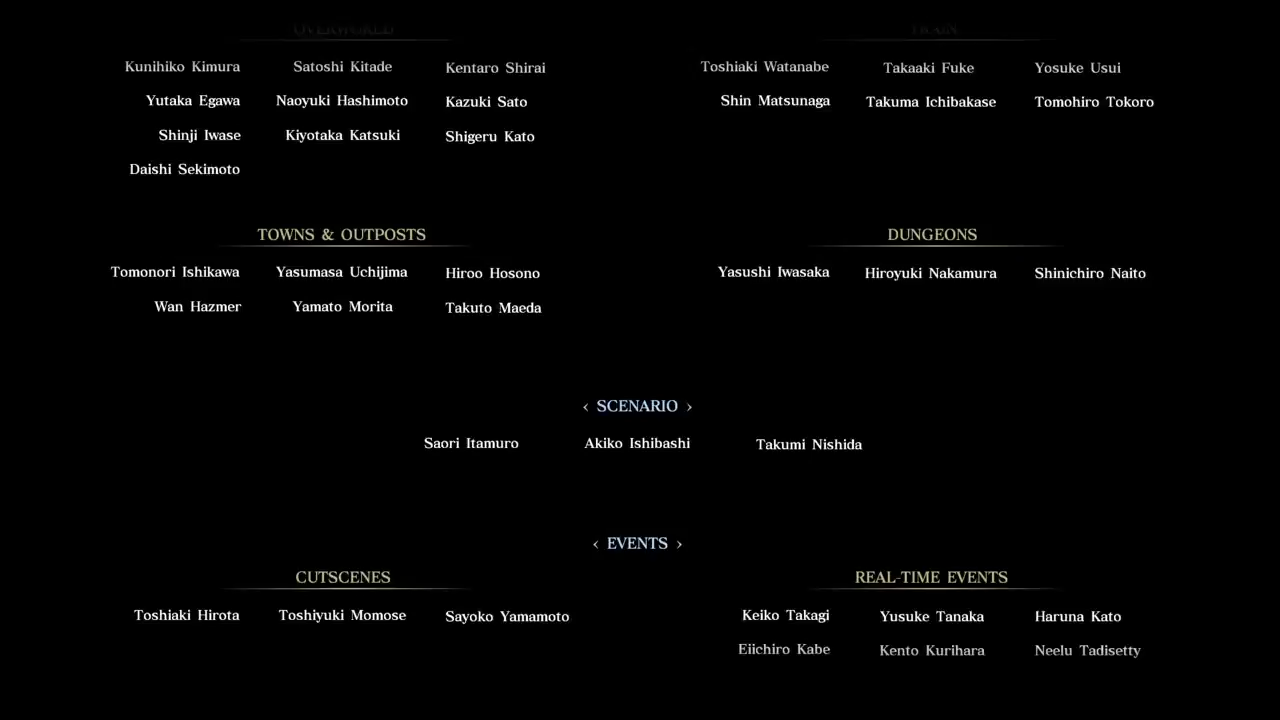 OVERWORLD
Kunihiko Kimura Satoshi Kitade Kentaro Shirai
Yutaka Egawa Naoyuki Hashimoto Kazuki Sato
Shinji Iwase Kiyotaka Katsuki Shigeru Kato
Daishi Sekimoto
TRAIN
Toshiaki Watanabe Takaaki Fuke Yosuke Usui
Shin Matsunaga Takuma Ichibakase Tomohiro Tokoro
TOWNS & OUTPOSTS
Tomonori Ishikawa Yasumasa Uchijima Hiroo Hosono
Wan Hazmer Yamato Morita Takuto Maeda
DUNGEONS
Yasushi Iwasaka Hiroyuki Nakamura Shinichiro Naito
‹ SCENARIO ›
Saori Itamuro Akiko Ishibashi Takumi Nishida
‹ EVENTS ›
CUTSCENES
Toshiaki Hirota Toshiyuki Momose Sayoko Yamamoto
REAL-TIME EVENTS
Keiko Takagi Yusuke Tanaka Haruna Kato
Eiichiro Kabe Kento Kurihara Neelu Tadisetty